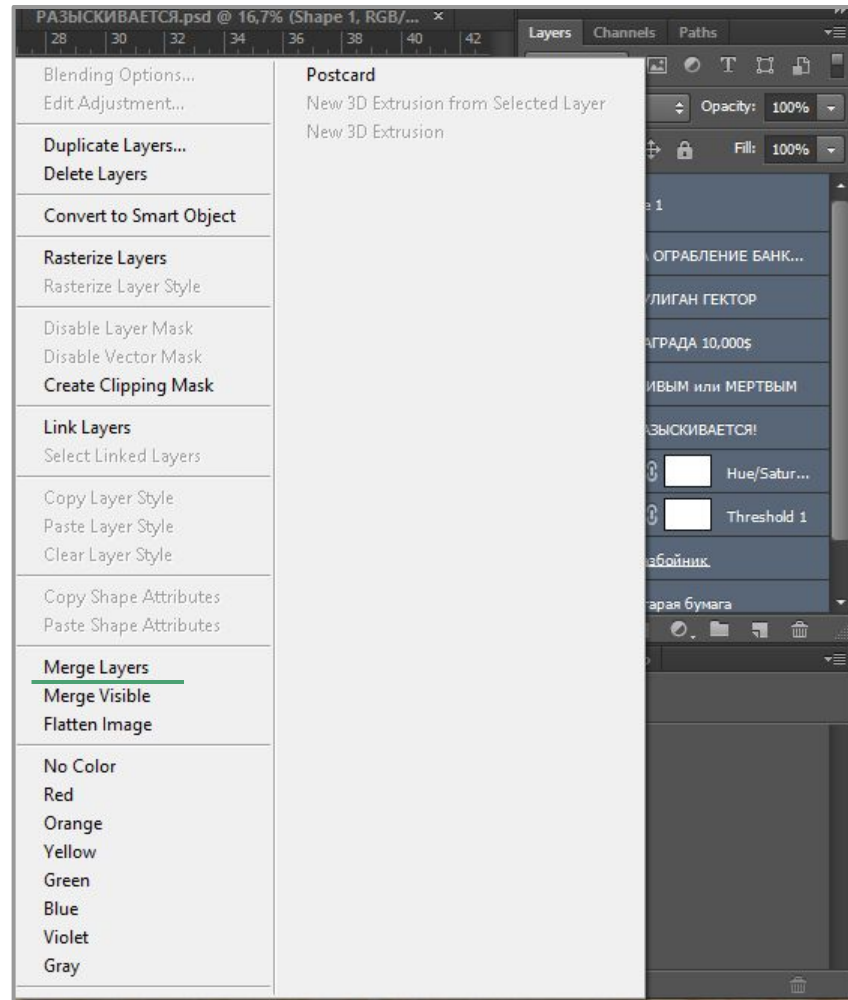 РАЗЫСКИВАЕТСЯ.psd @ 16,7% (Shape 1, RGB/... ×
28 30 32 34 36 38 40 42
Blending Options...
Edit Adjustment...
Duplicate Layers...
Delete Layers
Convert to Smart Object
Rasterize Layers
Rasterize Layer Style
Disable Layer Mask
Disable Vector Mask
Create Clipping Mask
Link Layers
Select Linked Layers
Copy Layer Style
Paste Layer Style
Clear Layer Style
Copy Shape Attributes
Paste Shape Attributes
Merge Layers
Merge Visible
Flatten Image
No Color
Red
Orange
Yellow
Green
Blue
Violet
Gray
Postcard
New 3D Extrusion from Selected Layer
New 3D Extrusion
Layers Channels Paths
Opacity: 100%
Fill: 100%
e 1
ОГРАБЛЕНИЕ БАНК...
УЛИГАН ГЕКТОР
АГРАДА 10,000$
ИВЫМ или МЕРТВЫМ
АЗЫСКИВАЕТСЯ!
Hue/Satur...
Threshold 1
азбойник
тарая бумага